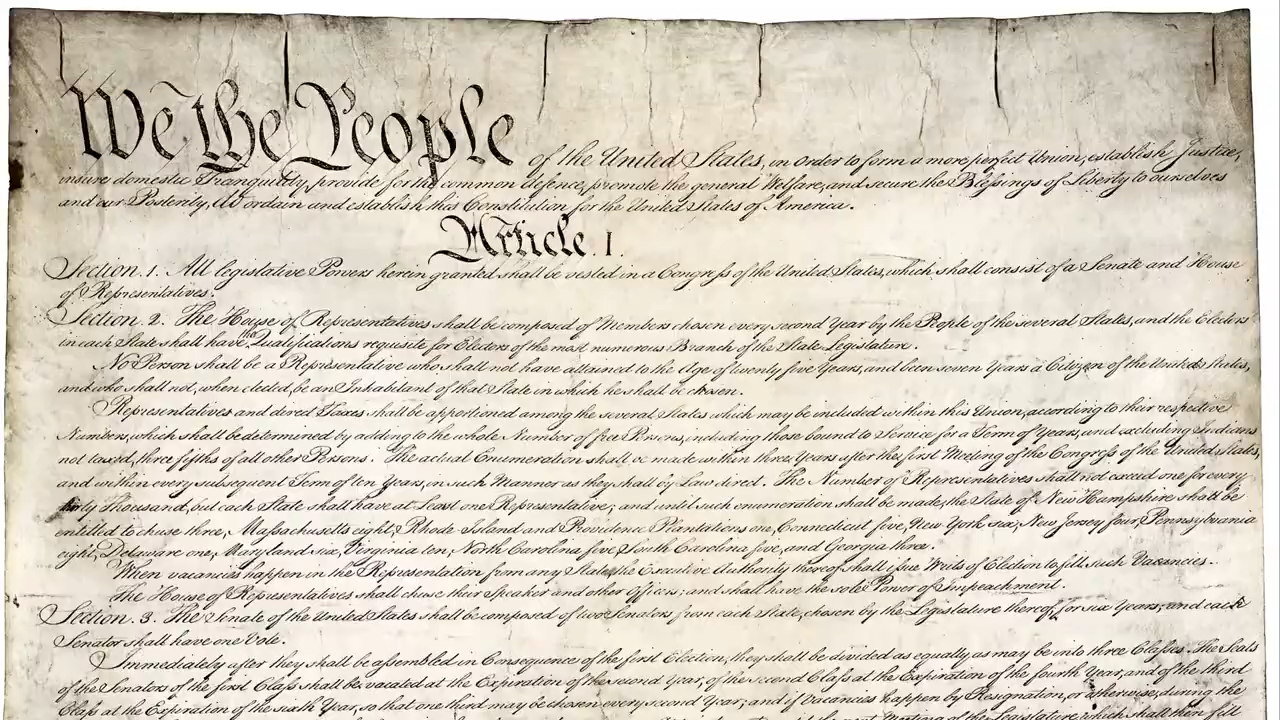 We the People of the United States, in Order to form a more perfect Union, establish Justice,
insure domestic Tranquility, provide for the common defence, promote the general Welfare, and secure the Blessings of Liberty to ourselves
and our Posterity, do ordain and establish this Constitution for the United States of America.
Article. I.
Section. 1. All legislative Powers herein granted shall be vested in a Congress of the United States, which shall consist of a Senate and House
of Representatives.
Section. 2. The House of Representatives shall be composed of Members chosen every second Year by the People of the several States, and the Electors
in each State shall have the Qualifications requisite for Electors of the most numerous Branch of the State Legislature.
No Person shall be a Representative who shall not have attained to the Age of twenty five Years, and been seven Years a Citizen of the United States,
and who shall not, when elected, be an Inhabitant of that State in which he shall be chosen.
Representatives and direct Taxes shall be apportioned among the several States which may be included within this Union, according to their respective
Numbers, which shall be determined by adding to the whole Number of free Persons, including those bound to Service for a Term of Years, and excluding Indians
not taxed, three fifths of all other Persons. The actual Enumeration shall be made within three Years after the first Meeting of the Congress of the United States,
and within every subsequent Term of ten Years, in such Manner as they shall by Law direct. The Number of Representatives shall not exceed one for every
thirty Thousand, but each State shall have at Least one Representative; and until such enumeration shall be made, the State of New Hampshire shall be
entitled to chuse three, Massachusetts eight, Rhode Island and Providence Plantations one, Connecticut five, New York six, New Jersey four, Pennsylvania
eight, Delaware one, Maryland six, Virginia ten, North Carolina five, South Carolina five, and Georgia three.
When vacancies happen in the Representation from any State, the Executive Authority thereof shall issue Writs of Election to fill such Vacancies.
The House of Representatives shall chuse their Speaker and other Officers; and shall have the sole Power of Impeachment.
Section. 3. The Senate of the United States shall be composed of two Senators from each State, chosen by the Legislature thereof, for six Years; and each
Senator shall have one Vote.
Immediately after they shall be assembled in Consequence of the first Election, they shall be divided as equally as may be into three Classes. The Seats
of the Senators of the first Class shall be vacated at the Expiration of the second Year, of the second Class at the Expiration of the fourth Year, and of the third
Class at the Expiration of the sixth Year, so that one third may be chosen every second Year; and if Vacancies happen by Resignation, or otherwise, during the
Meeting of the Legislature, which shall then fill